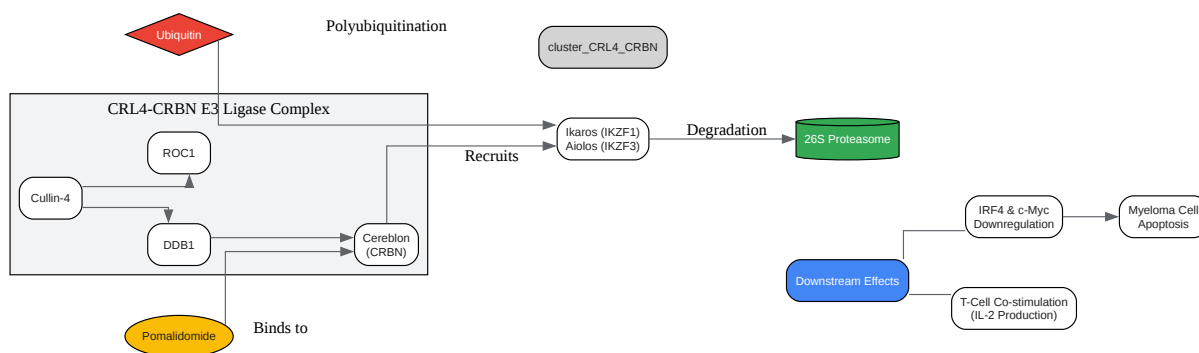 Polyubiquitination
Ubiquitin
cluster_CRL4_CRBN
CRL4-CRBN E3 Ligase Complex
ROC1
Cullin-4
DDB1
Cereblon
(CRBN)
Recruits
Ikaros (IKZF1)
Aiolos (IKZF3)
Degradation
26S Proteasome
Pomalidomide
Binds to
Downstream Effects
IRF4 & c-Myc
Downregulation
Myeloma Cell
Apoptosis
T-Cell Co-stimulation
(IL-2 Production)